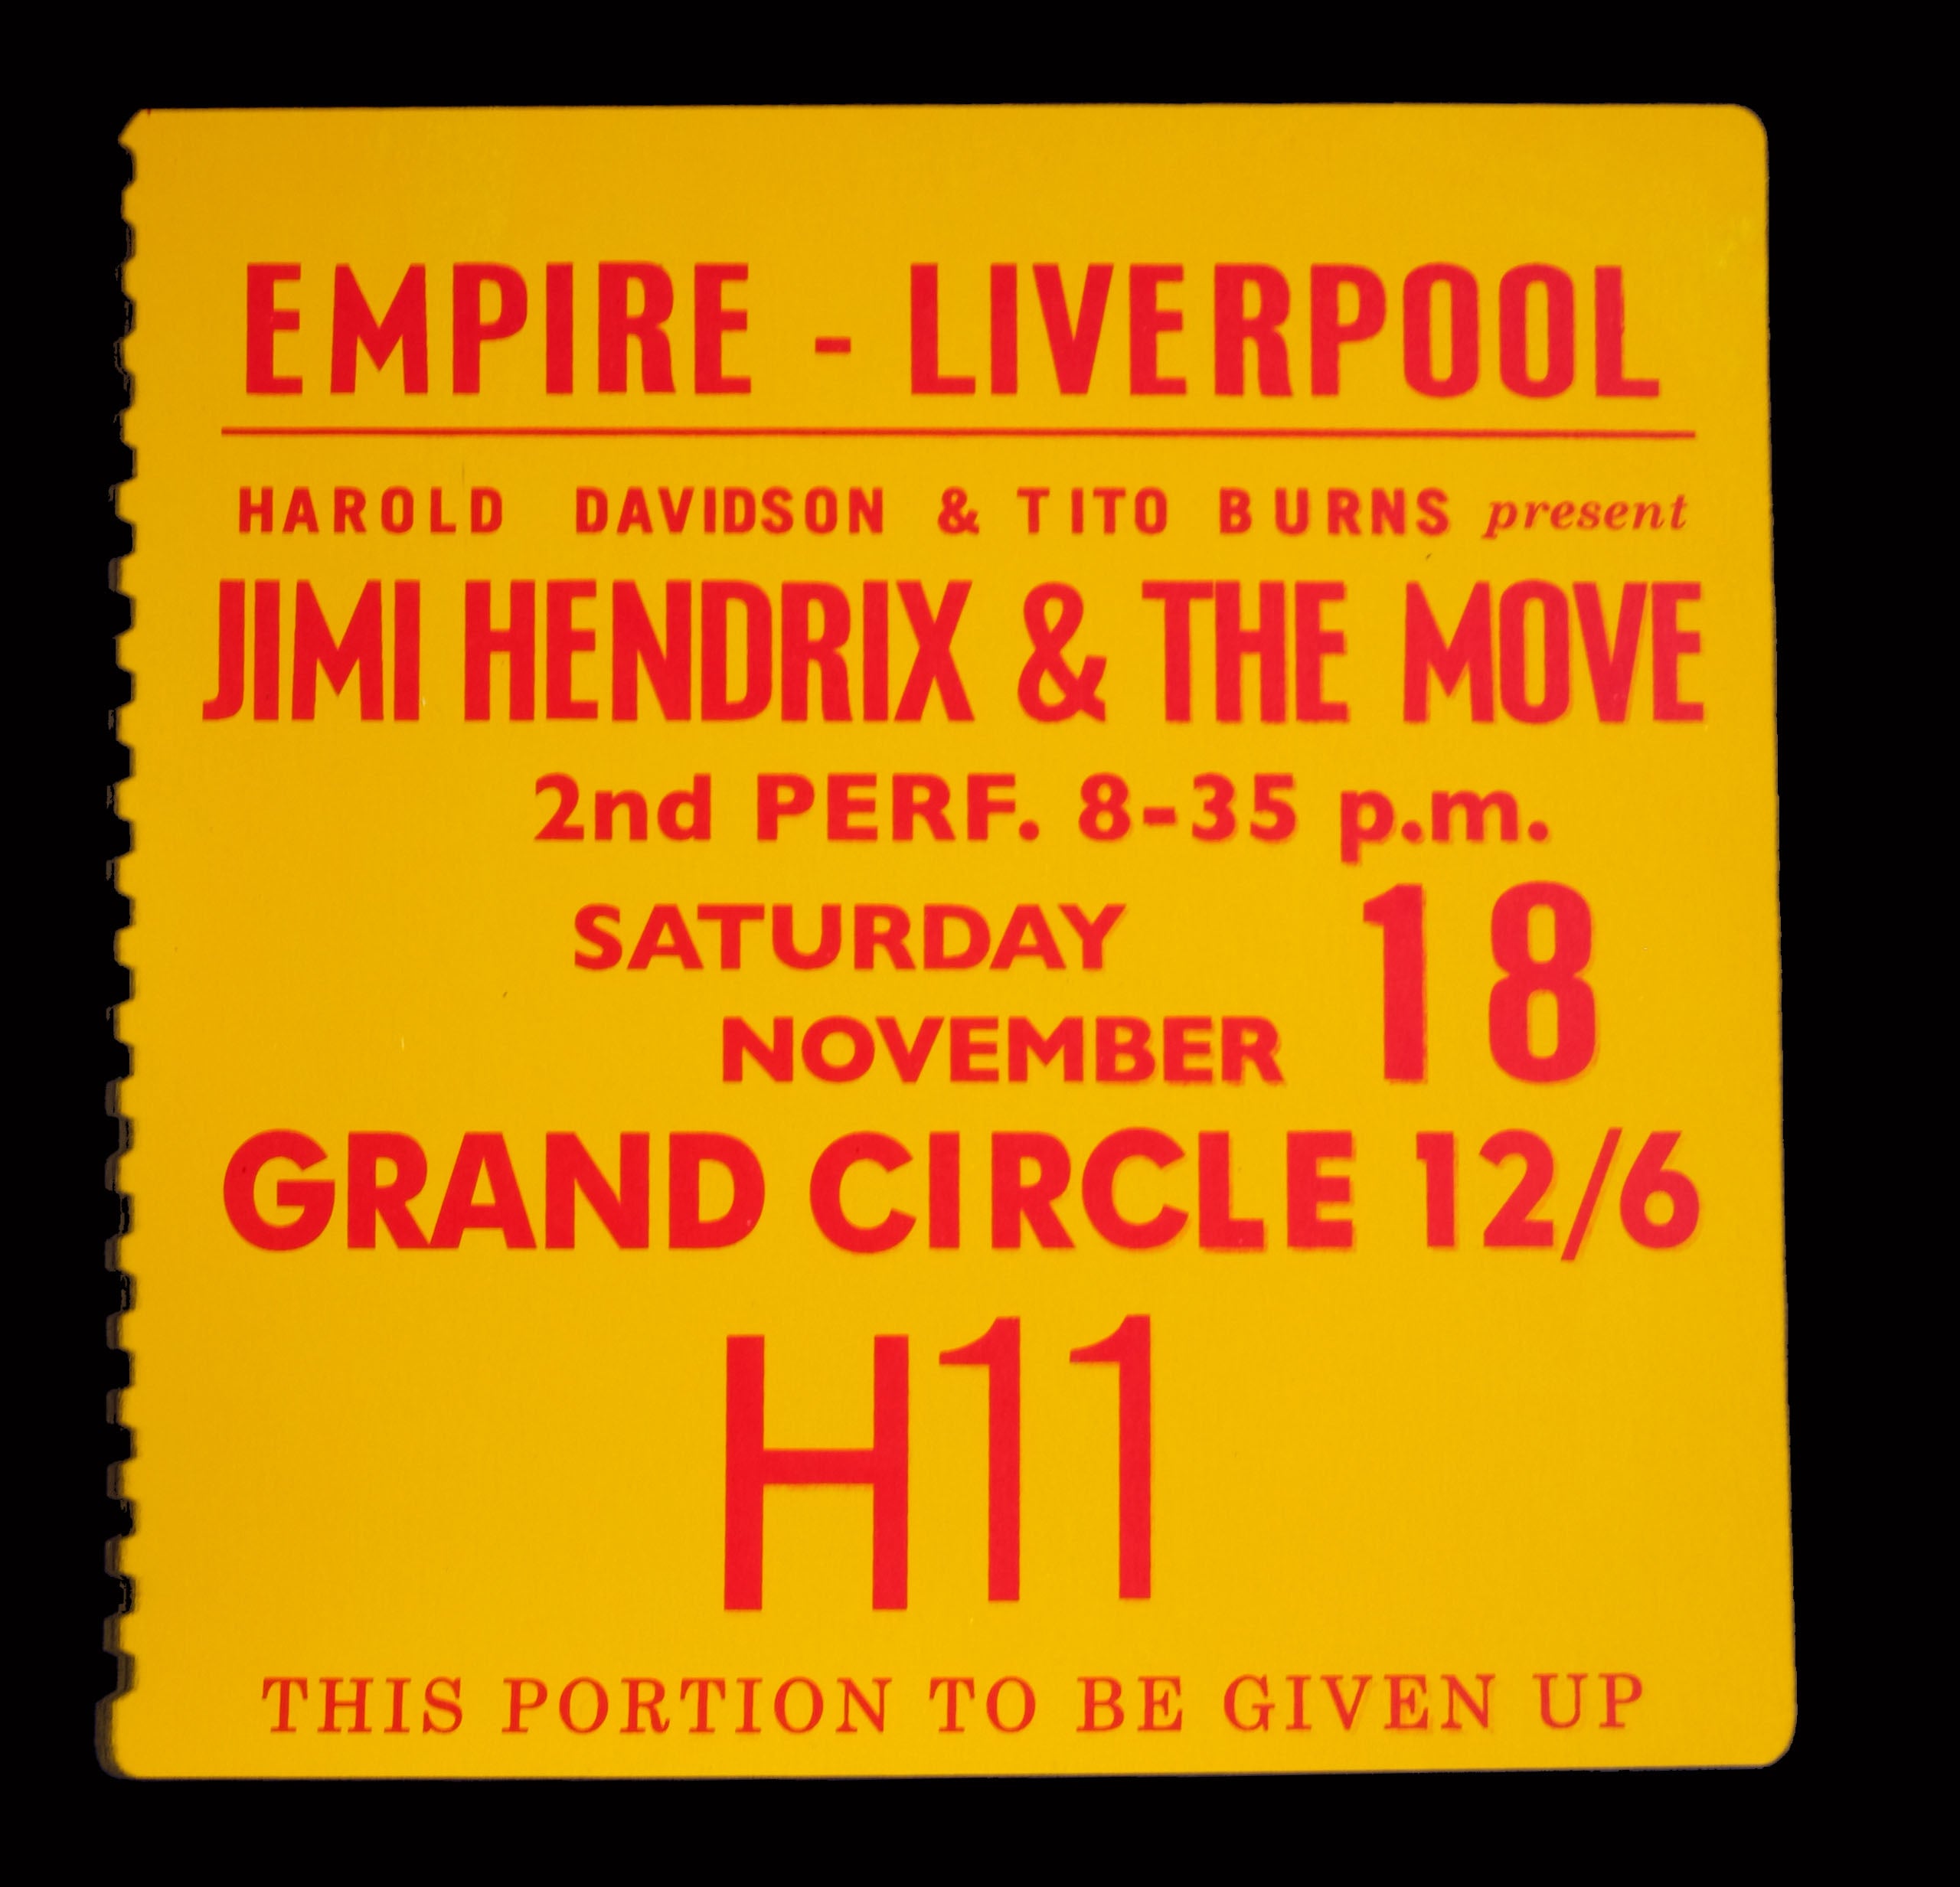 EMPIRE - LIVERPOOL
HAROLD DAVIDSON & TITO BURNS present
JIMI HENDRIX & THE MOVE
2nd PERF. 8-35 p.m.
SATURDAY
NOVEMBER 18
GRAND CIRCLE 12/6
H11
THIS PORTION TO BE GIVEN UP